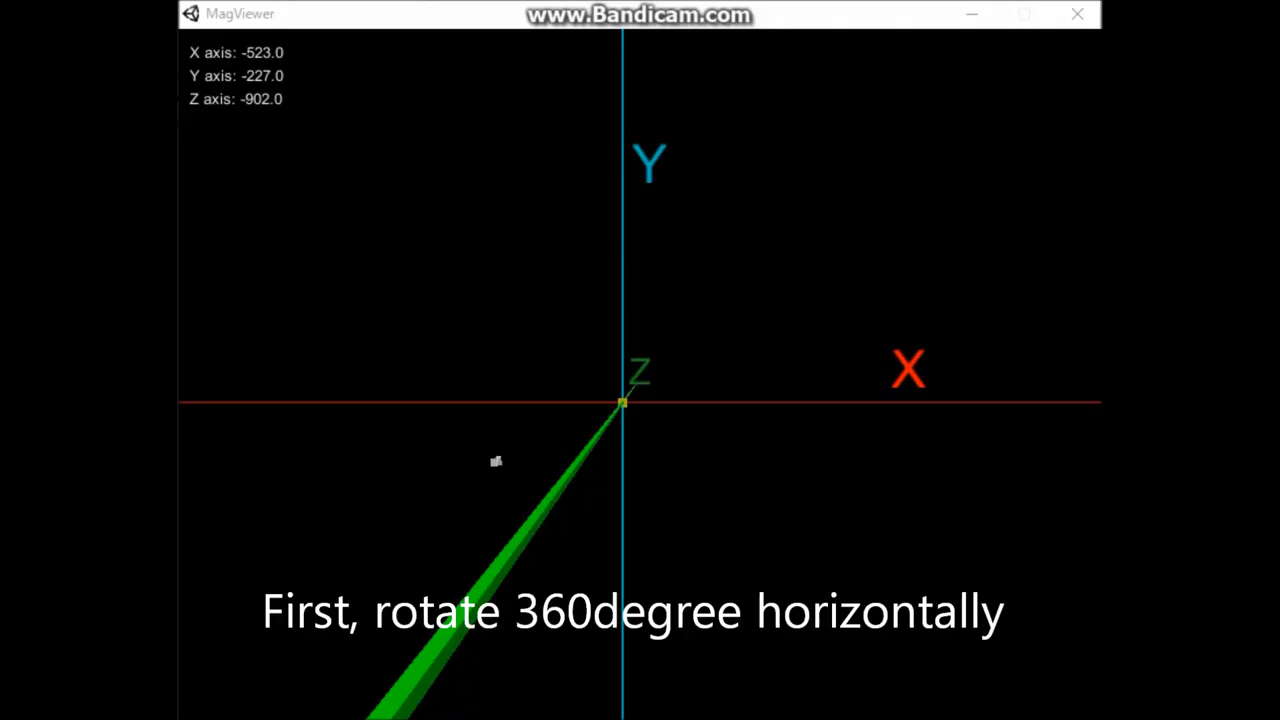 MagViewer
www.Bandicam.com
X axis: -523.0
Y axis: -227.0
Z axis: -902.0
Y
Z
X
First, rotate 360degree horizontally